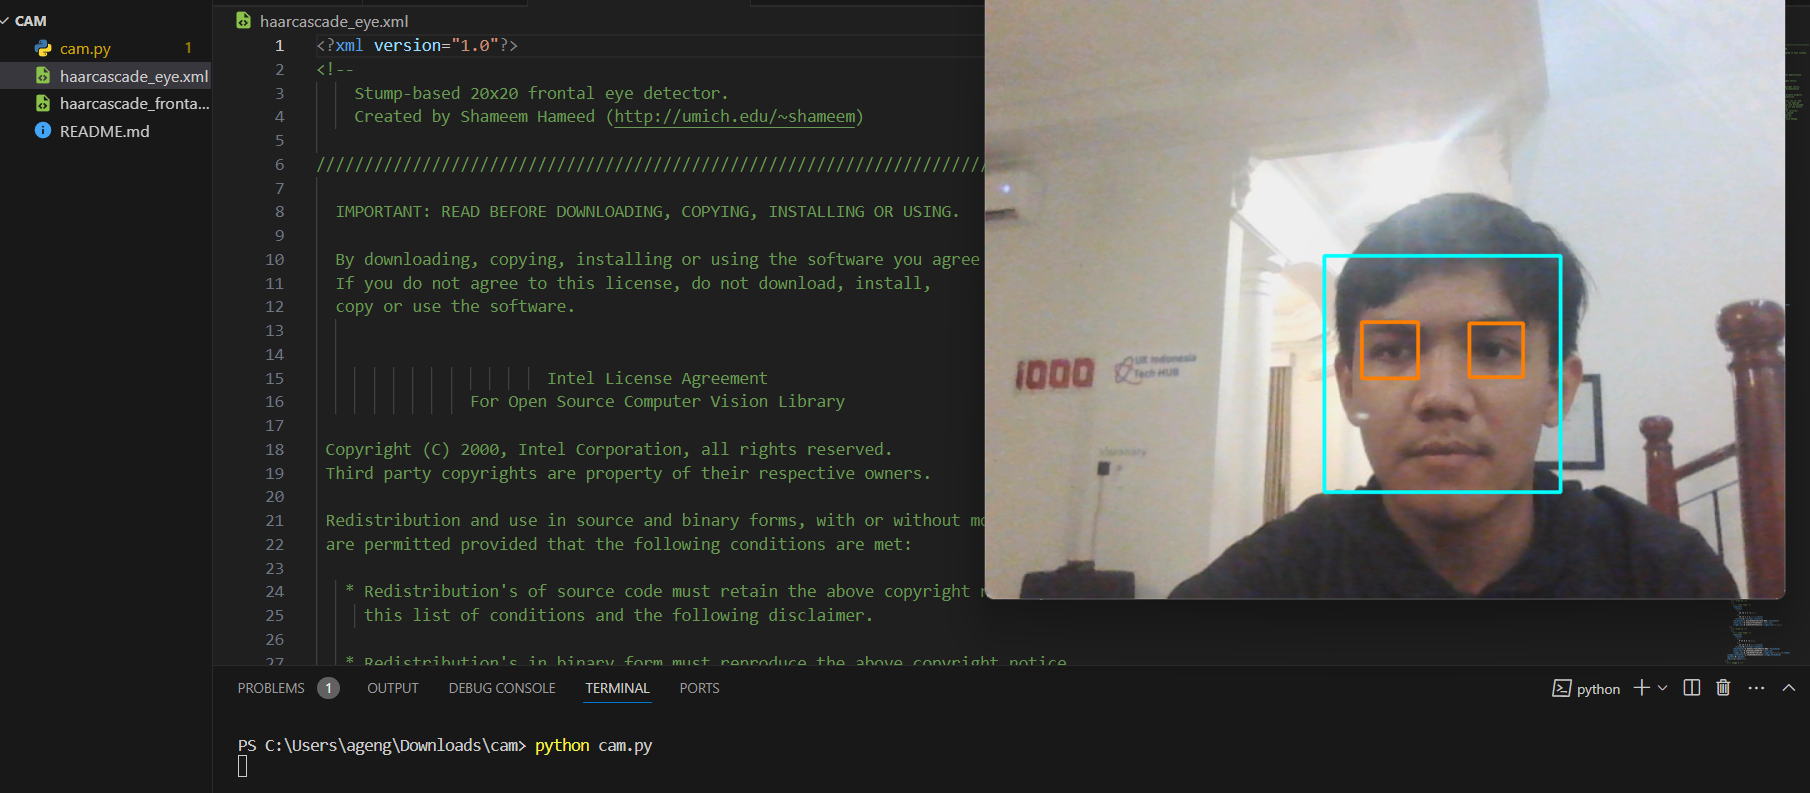 CAM
cam.py 1
haarcascade_eye.xml
haarcascade_fronta...
README.md
haarcascade_eye.xml
1 <?xml version="1.0"?>
2 <!--
3 Stump-based 20x20 frontal eye detector.
4 Created by Shameem Hameed (http://umich.edu/~shameem)
5
6 //////////////////////////////////////////////////////////////////////
7
8 IMPORTANT: READ BEFORE DOWNLOADING, COPYING, INSTALLING OR USING.
9
10 By downloading, copying, installing or using the software you agree
11 If you do not agree to this license, do not download, install,
12 copy or use the software.
13
14
15 Intel License Agreement
16 For Open Source Computer Vision Library
17
18 Copyright (C) 2000, Intel Corporation, all rights reserved.
19 Third party copyrights are property of their respective owners.
20
21 Redistribution and use in source and binary forms, with or without mo
22 are permitted provided that the following conditions are met:
23
24 * Redistribution's of source code must retain the above copyright n
25 this list of conditions and the following disclaimer.
26
27 * Redistribution's in binary form must reproduce the above copyright notice
1000
UX Indonesia
Tech HUB
PROBLEMS 1 OUTPUT DEBUG CONSOLE TERMINAL PORTS
python
PS C:\Users\ageng\Downloads\cam> python cam.py